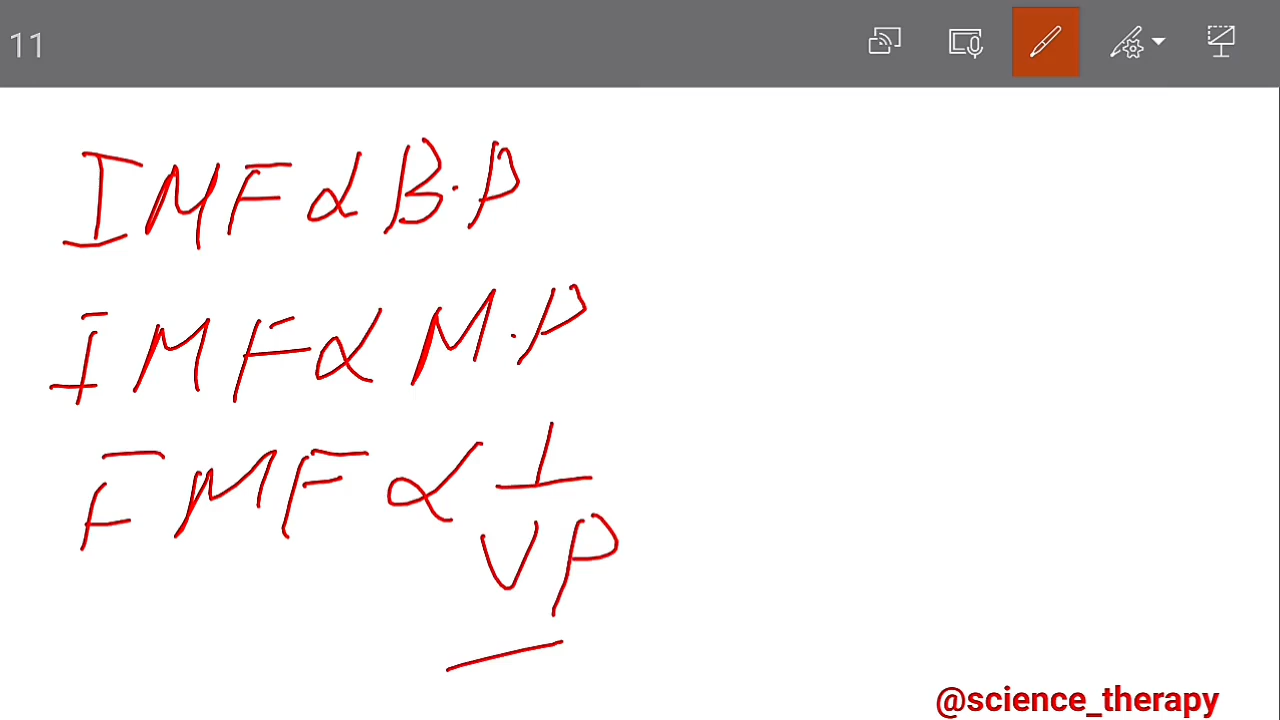 11
IMF ∝ B.P
IMF ∝ M.P
FMF ∝ 1/VP
@science_therapy